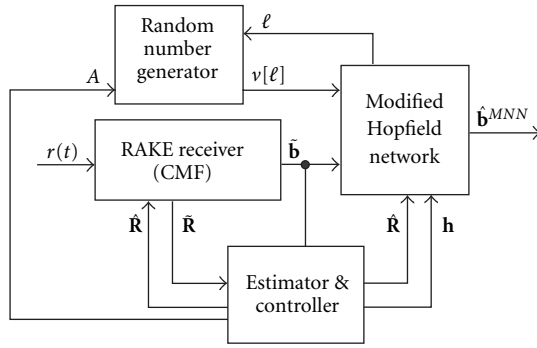 Random
number
generator
ℓ
A
v[ℓ]
Modified
Hopfield
network
b̂^{MNN}
r(t)
RAKE receiver
(CMF)
b̃
R̂
R̃
R̂
h
Estimator &
controller